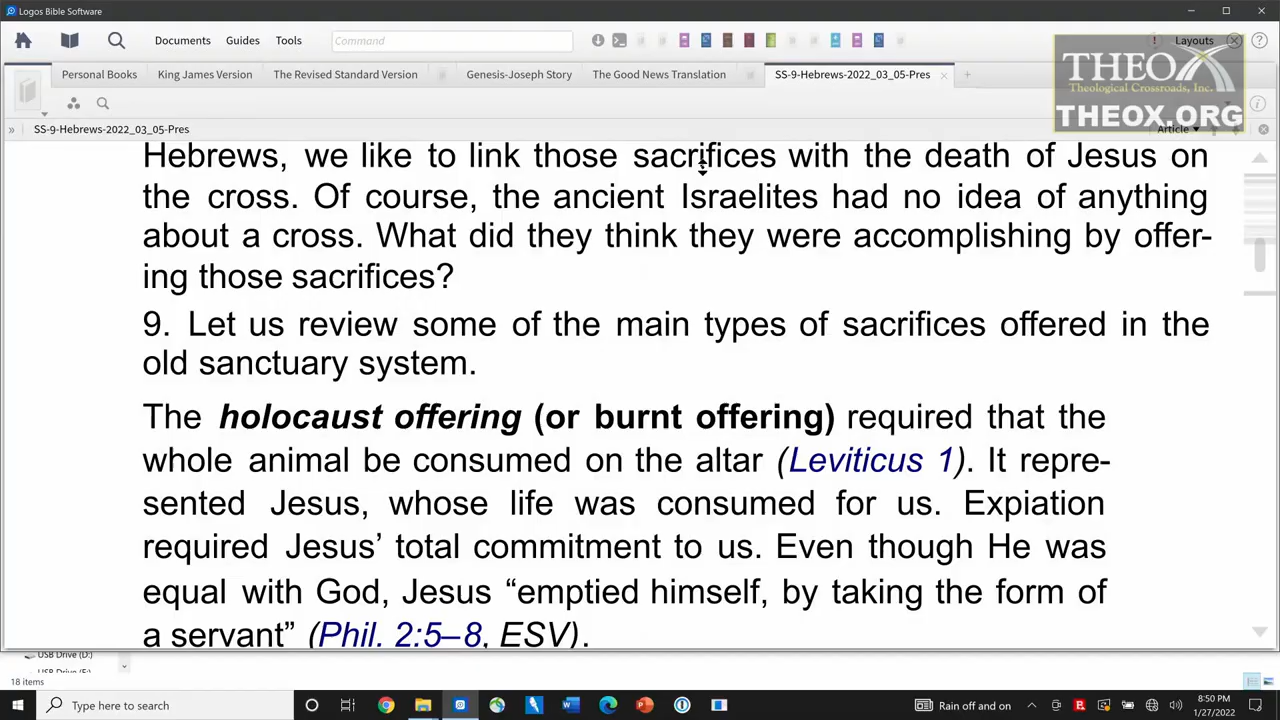 Logos Bible Software
Documents Guides Tools Command Layouts
THEOX
Theological Crossroads, Inc.
THEOX.ORG
Personal Books King James Version The Revised Standard Version Genesis-Joseph Story The Good News Translation SS-9-Hebrews-2022_03_05-Pres
SS-9-Hebrews-2022_03_05-Pres Article
Hebrews, we like to link those sacrifices with the death of Jesus on
the cross. Of course, the ancient Israelites had no idea of anything
about a cross. What did they think they were accomplishing by offer-
ing those sacrifices?
9. Let us review some of the main types of sacrifices offered in the
old sanctuary system.
The holocaust offering (or burnt offering) required that the
whole animal be consumed on the altar (Leviticus 1). It repre-
sented Jesus, whose life was consumed for us. Expiation
required Jesus’ total commitment to us. Even though He was
equal with God, Jesus “emptied himself, by taking the form of
a servant” (Phil. 2:5–8, ESV).
USB Drive (D:)
18 items
Type here to search
Rain off and on
8:50 PM
1/27/2022